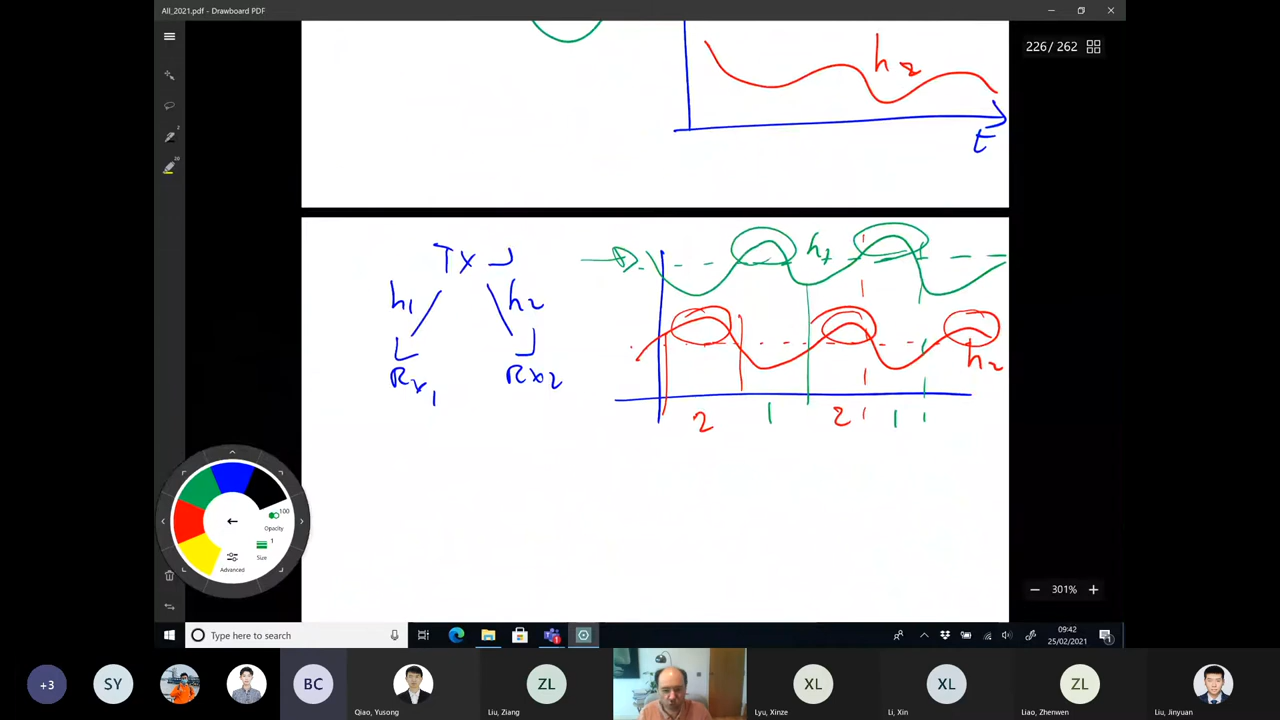 All_2021.pdf - Drawboard PDF
226 / 262
h2
t
TX
h1
h2
Rx1
Rx2
h1
h2
2 1 2 1
100
Opacity
1
Size
Advanced
301%
Type here to search
09:42
25/02/2021
+3
SY
BC
ZL
XL
XL
ZL
Qiao, Yusong
Liu, Ziang
Lyu, Xinze
Li, Xin
Liao, Zhenwen
Liu, Jinyuan